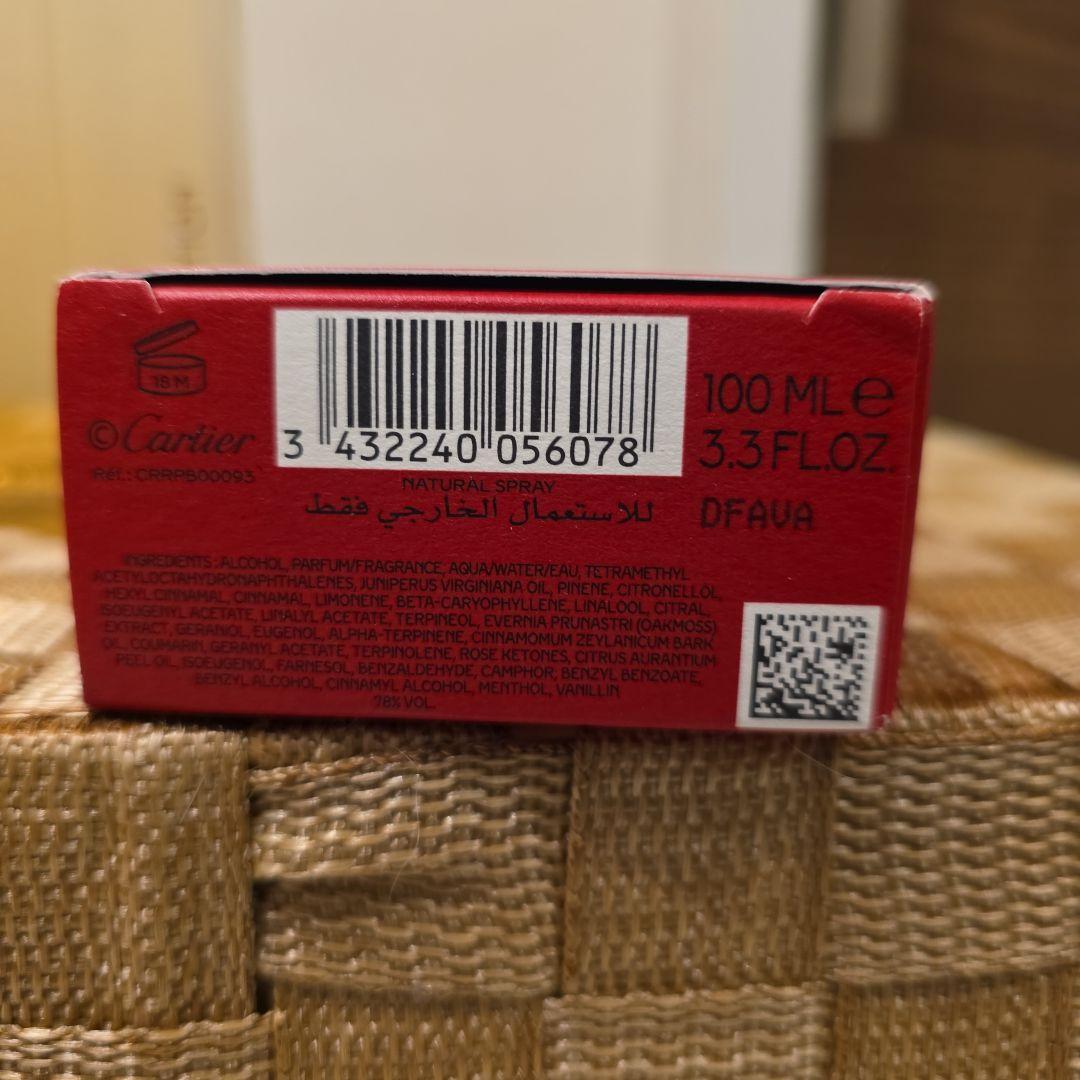 18 M
©Cartier
Réf.: CRRPB00093
3 432240 056078
100 ML e
3.3 FL.OZ.
NATURAL SPRAY
للاستعمال الخارجي فقط
DFAVA
INGREDIENTS : ALCOHOL, PARFUM/FRAGRANCE, AQUA/WATER/EAU, TETRAMETHYL
ACETYLOCTAHYDRONAPHTHALENES, JUNIPERUS VIRGINIANA OIL, PINENE, CITRONELLOL,
HEXYL CINNAMAL, CINNAMAL, LIMONENE, BETA-CARYOPHYLLENE, LINALOOL, CITRAL,
ISOEUGENYL ACETATE, LINALYL ACETATE, TERPINEOL, EVERNIA PRUNASTRI (OAKMOSS)
EXTRACT, GERANIOL, EUGENOL, ALPHA-TERPINENE, CINNAMOMUM ZEYLANICUM BARK
OIL, COUMARIN, GERANYL ACETATE, TERPINOLENE, ROSE KETONES, CITRUS AURANTIUM
PEEL OIL, ISOEUGENOL, FARNESOL, BENZALDEHYDE, CAMPHOR, BENZYL BENZOATE,
BENZYL ALCOHOL, CINNAMYL ALCOHOL, MENTHOL, VANILLIN
78% VOL.